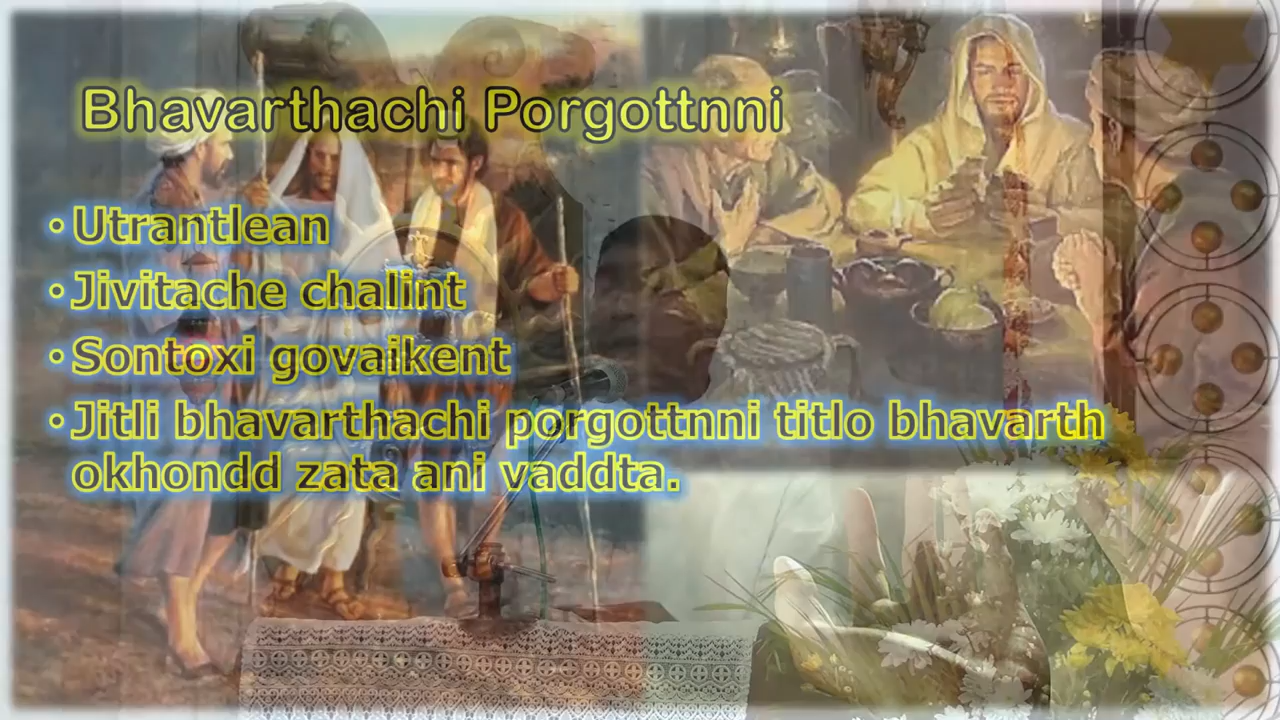 Bhavarthachi Porgottnni
• Utrantlean
• Jivitache chalint
• Sontoxi govaikent
• Jitli bhavarthachi porgottnni titlo bhavarth
okhondd zata ani vaddta.